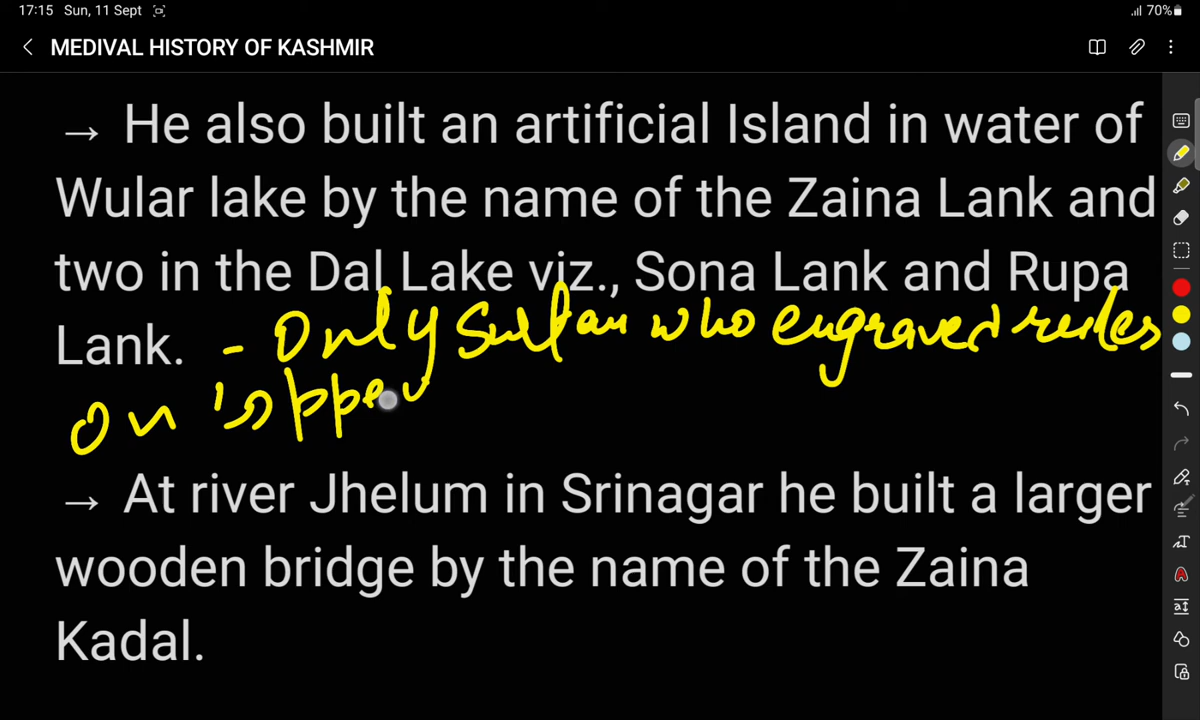 17:15 Sun, 11 Sept 70%
MEDIVAL HISTORY OF KASHMIR
→ He also built an artificial Island in water of
Wular lake by the name of the Zaina Lank and
two in the Dal Lake viz., Sona Lank and Rupa
Lank. - Only Sultan who engraved rules
on
→ At river Jhelum in Srinagar he built a larger
wooden bridge by the name of the Zaina
Kadal.